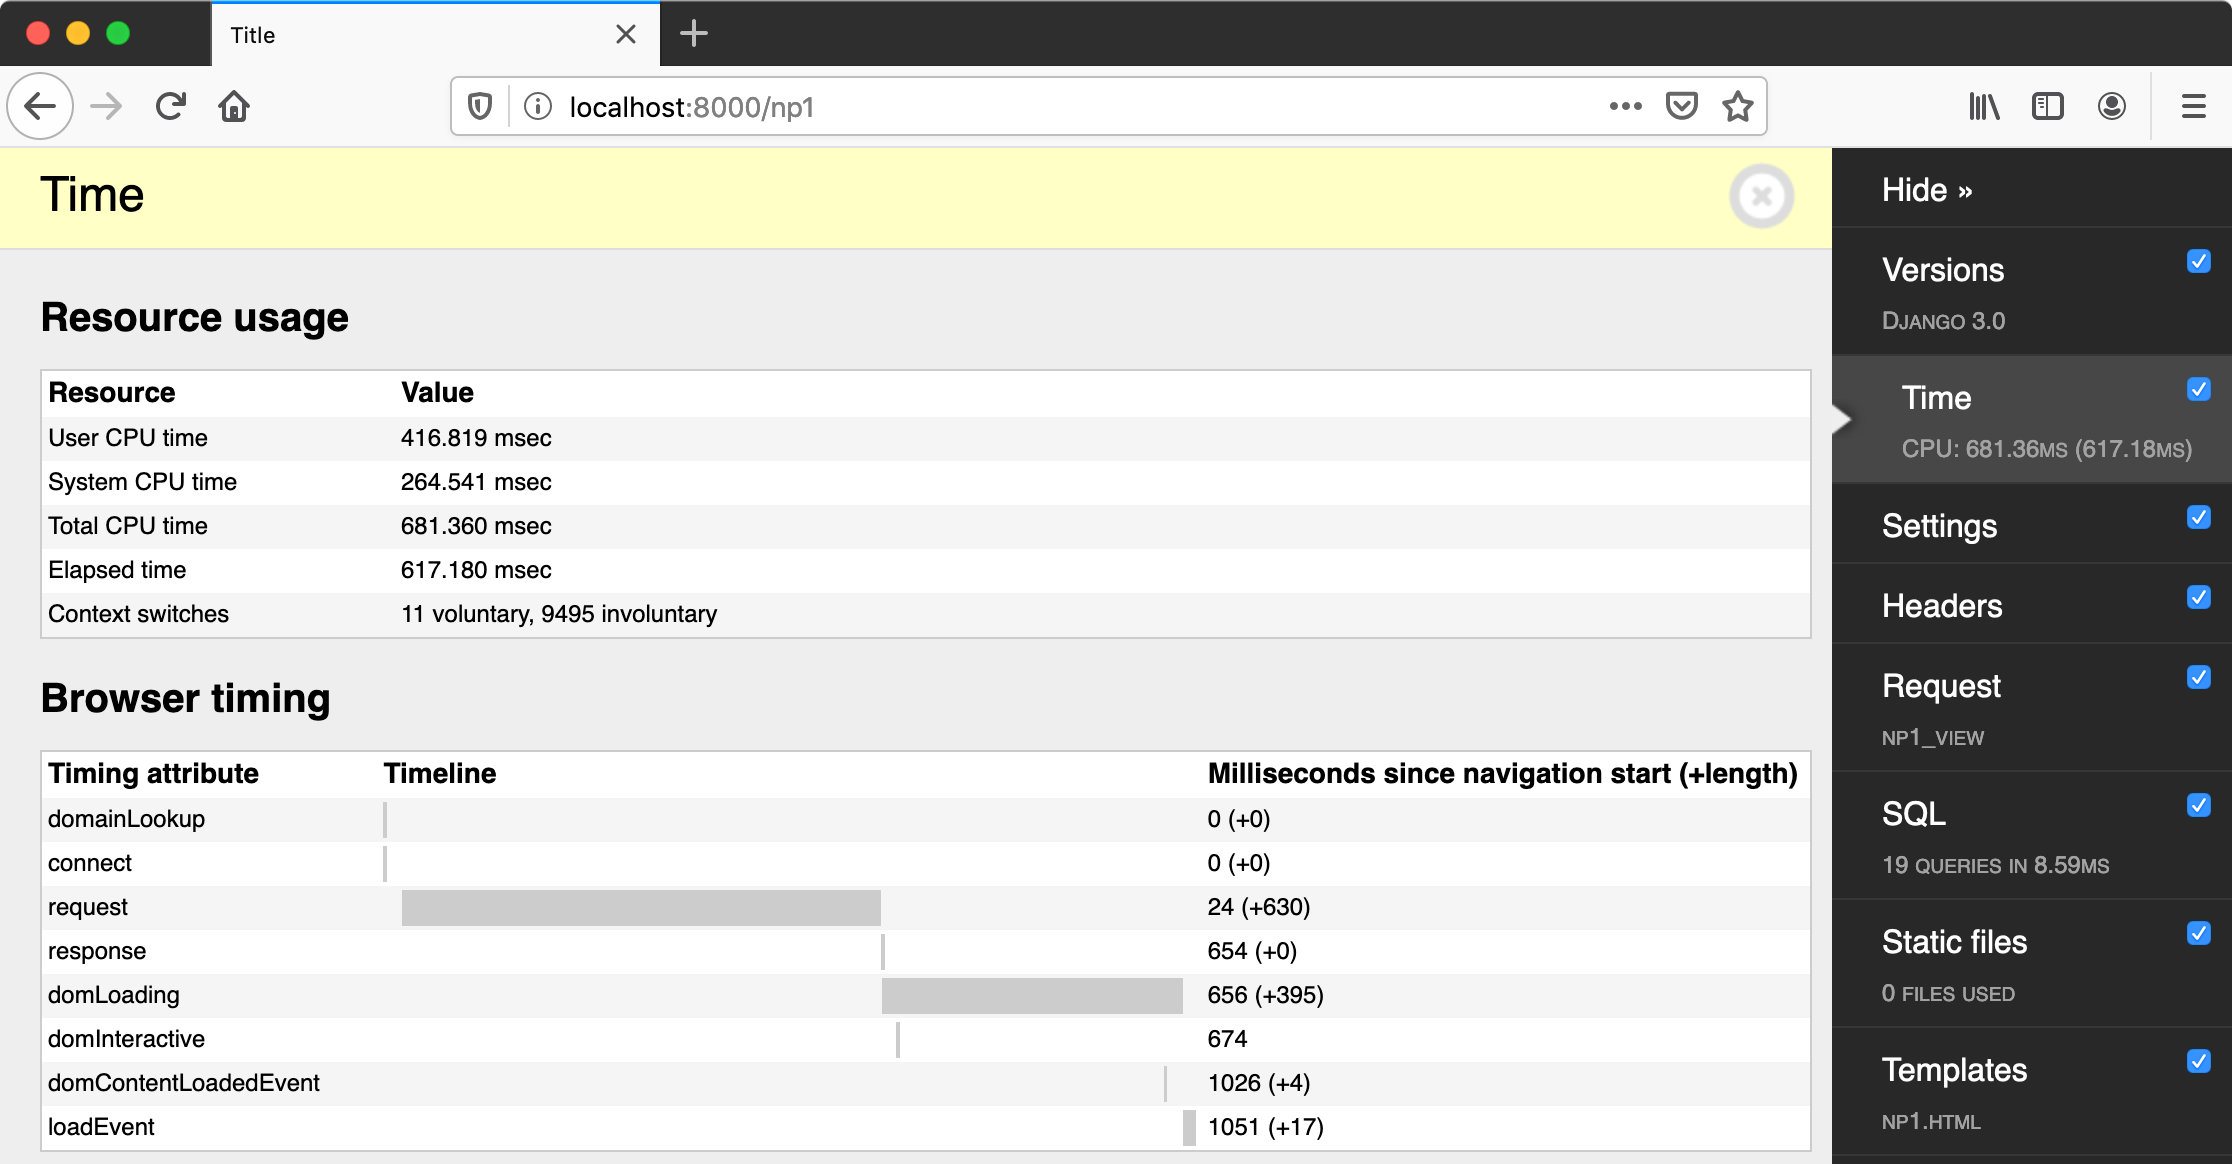 Title
localhost:8000/np1
Time
Resource usage
Resource Value
User CPU time 416.819 msec
System CPU time 264.541 msec
Total CPU time 681.360 msec
Elapsed time 617.180 msec
Context switches 11 voluntary, 9495 involuntary
Browser timing
Timing attribute Timeline Milliseconds since navigation start (+length)
domainLookup 0 (+0)
connect 0 (+0)
request 24 (+630)
response 654 (+0)
domLoading 656 (+395)
domInteractive 674
domContentLoadedEvent 1026 (+4)
loadEvent 1051 (+17)
Hide »
Versions
Django 3.0
Time
CPU: 681.36ms (617.18ms)
Settings
Headers
Request
np1_view
SQL
19 queries in 8.59ms
Static files
0 files used
Templates
np1.html